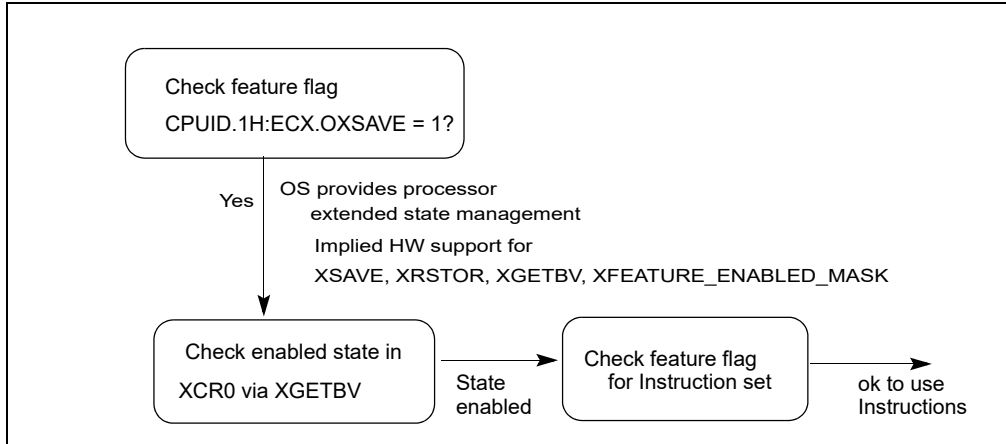 Check feature flag
CPUID.1H:ECX.OXSAVE = 1?
Yes
OS provides processor
extended state management
Implied HW support for
XSAVE, XRSTOR, XGETBV, XFEATURE_ENABLED_MASK
Check enabled state in
XCR0 via XGETBV
State
enabled
Check feature flag
for Instruction set
ok to use
Instructions